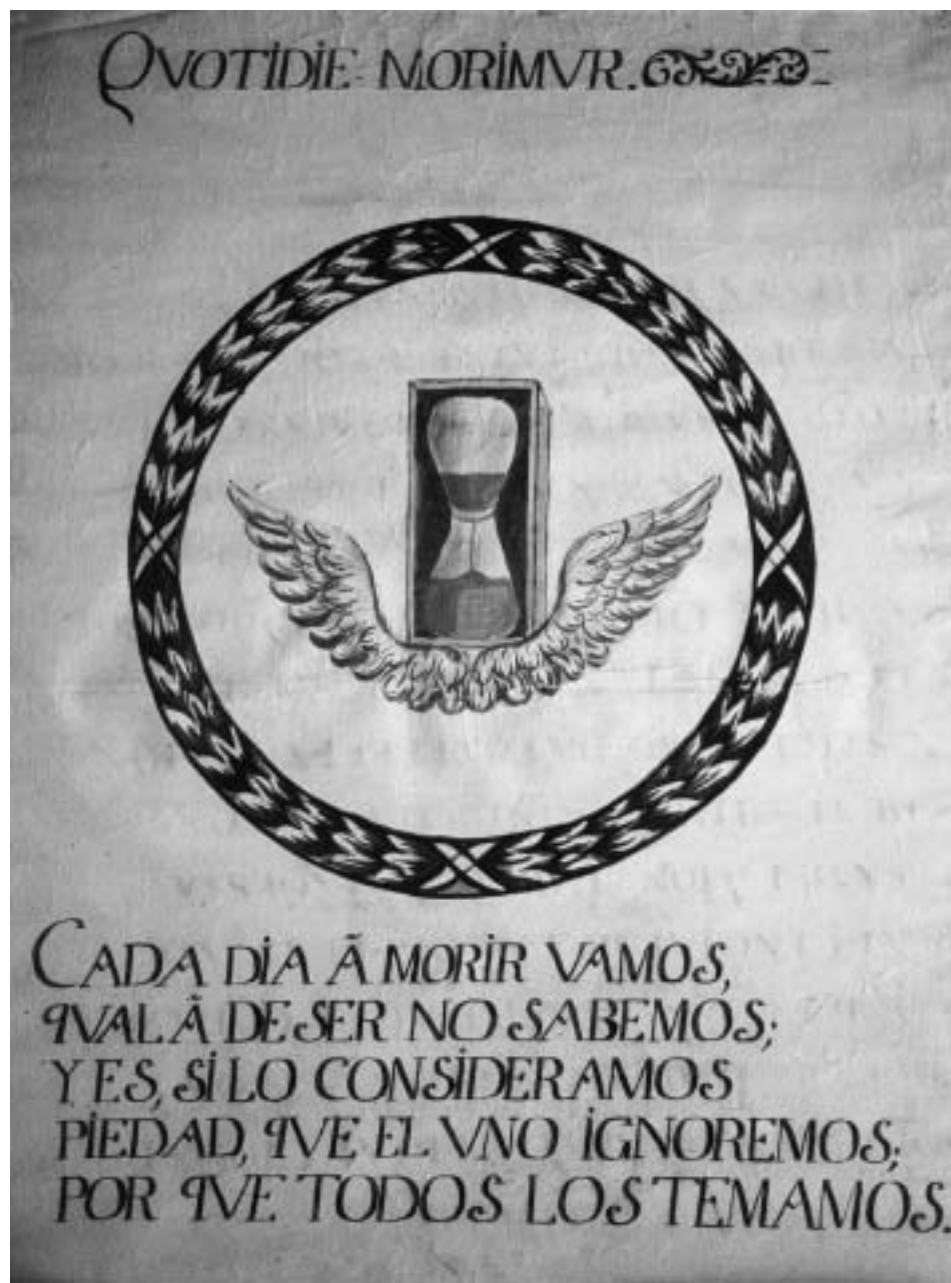 QVOTIDIE MORIMVR.
CADA DIA Ã MORIR VAMOS,
QVAL Ã DE SER NO SABEMOS;
Y ES, SI LO CONSIDERAMOS
PIEDAD, QVE EL VNO IGNOREMOS;
POR QVE TODOS LOS TEMAMOS.